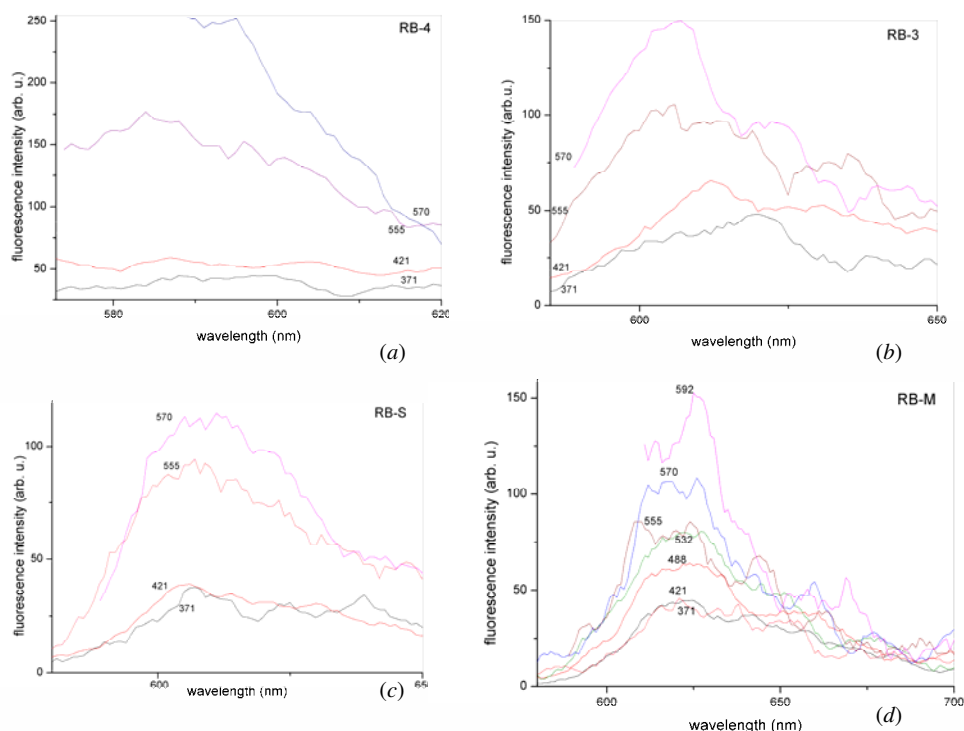 (a)
RB-4
fluorescence intensity (arb. u.)
250
200
150
100
50
580
600
620
wavelength (nm)
570
555
421
371
(b)
RB-3
fluorescence intensity (arb.u.)
150
100
50
0
600
650
wavelength (nm)
570
555
421
371
RB-S
fluorescence intensity (arb. u.)
100
50
0
600
65
wavelength (nm)
570
555
421
371
(c)
RB-M
fluorescence intensity (arb. u.)
150
100
50
0
600
650
700
wavelength (nm)
592
570
555
532
488
421
371
(d)